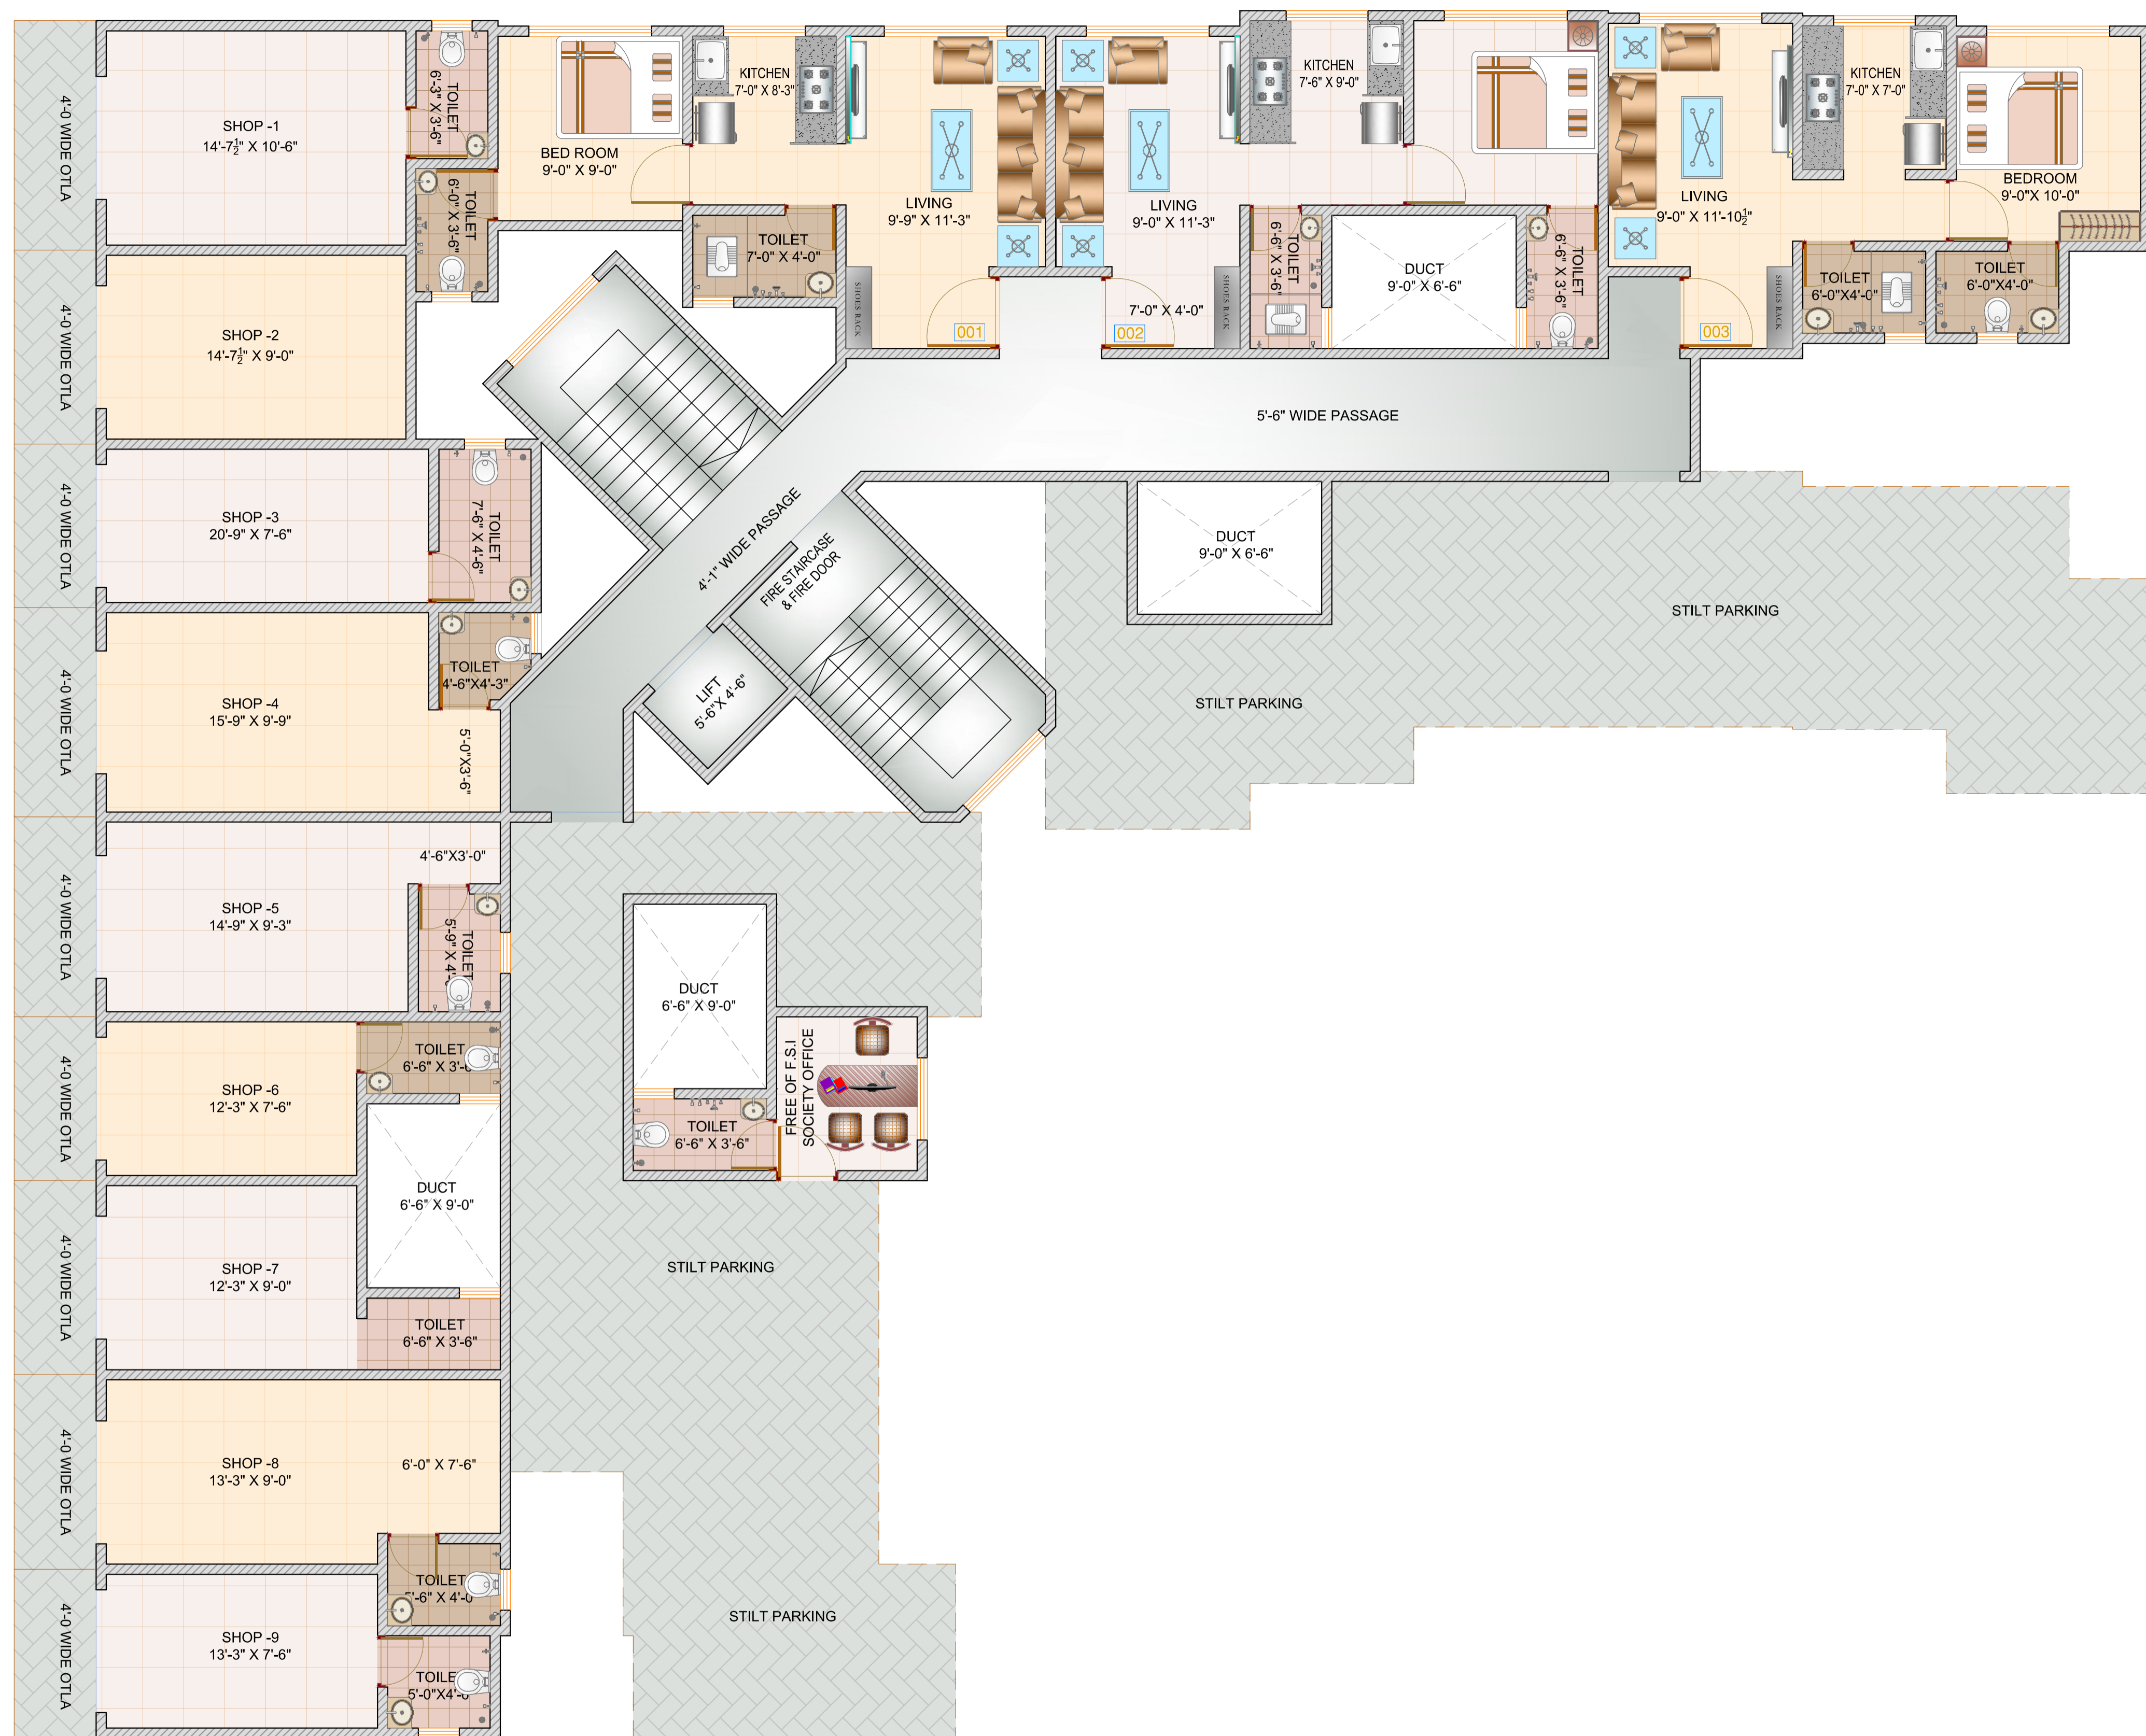 4'-0 WIDE OTLA
SHOP -1
14'-7½" X 10'-6"
TOILET
6'-3" X 3'-6"
TOILET
6'-0" X 3'-6"
BED ROOM
9'-0" X 9'-0"
KITCHEN
7'-0" X 8'-3"
TOILET
7'-0" X 4'-0"
LIVING
9'-9" X 11'-3"
SHOES RACK
001
LIVING
9'-0" X 11'-3"
7'-0" X 4'-0"
002
SHOES RACK
KITCHEN
7'-6" X 9'-0"
TOILET
6'-6" X 3'-6"
DUCT
9'-0" X 6'-6"
TOILET
6'-6" X 3'-6"
LIVING
9'-0" X 11'-10½"
003
SHOES RACK
KITCHEN
7'-0" X 7'-0"
BEDROOM
9'-0"X 10'-0"
TOILET
6'-0"X4'-0"
TOILET
6'-0"X4'-0"
4'-0 WIDE OTLA
SHOP -2
14'-7½" X 9'-0"
5'-6" WIDE PASSAGE
4'-0 WIDE OTLA
SHOP -3
20'-9" X 7'-6"
TOILET
7'-6" X 4'-6"
4'-1" WIDE PASSAGE
FIRE STAIRCASE
& FIRE DOOR
DUCT
9'-0" X 6'-6"
STILT PARKING
STILT PARKING
4'-0 WIDE OTLA
SHOP -4
15'-9" X 9'-9"
TOILET
4'-6"X4'-3"
5'-0"X3'-6"
LIFT
5'-6"X 4'-6"
4'-0 WIDE OTLA
SHOP -5
14'-9" X 9'-3"
4'-6"X3'-0"
TOILET
5'-9" X
DUCT
6'-6" X 9'-0"
FREE OF F.S.I
SOCIETY OFFICE
TOILET
6'-6" X 3'-6"
4'-0 WIDE OTLA
SHOP -6
12'-3" X 7'-6"
TOILET
6'-6" X
DUCT
6'-6" X 9'-0"
4'-0 WIDE OTLA
SHOP -7
12'-3" X 9'-0"
TOILET
6'-6" X 3'-6"
STILT PARKING
4'-0 WIDE OTLA
SHOP -8
13'-3" X 9'-0"
6'-0" X 7'-6"
TOILET
X 4'-0
STILT PARKING
4'-0 WIDE OTLA
SHOP -9
13'-3" X 7'-6"